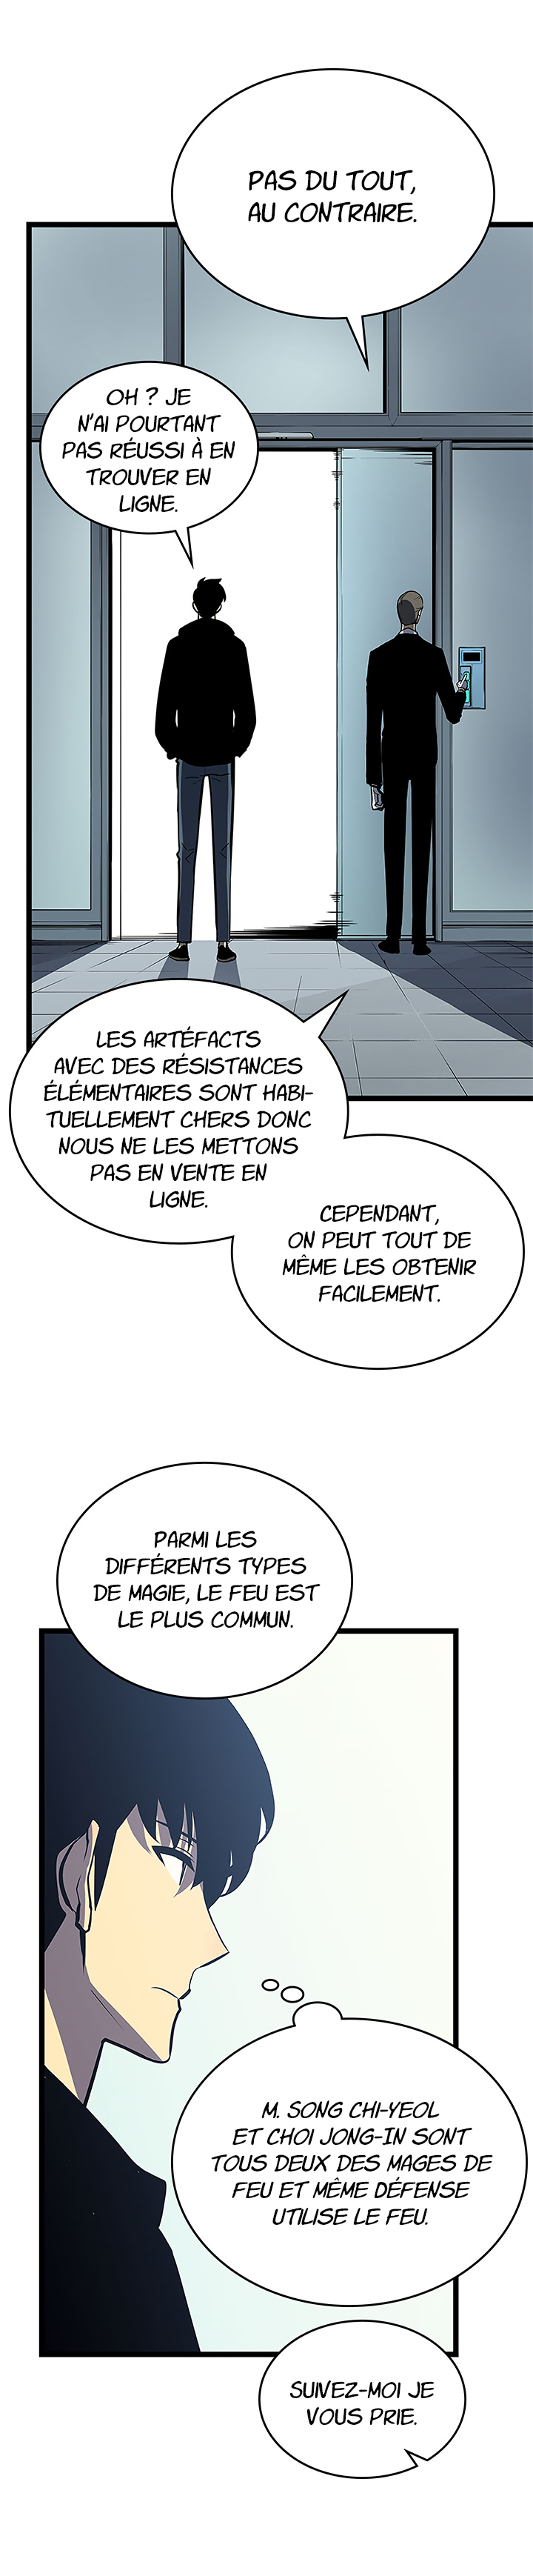 PAS DU TOUT,
AU CONTRAIRE.
OH ? JE
N'AI POURTANT
PAS RÉUSSI À EN
TROUVER EN
LIGNE.
LES ARTÉFACTS
AVEC DES RÉSISTANCES
ÉLÉMENTAIRES SONT HABI-
TUELLEMENT CHERS DONC
NOUS NE LES METTONS
PAS EN VENTE EN
LIGNE.
CEPENDANT,
ON PEUT TOUT DE
MÊME LES OBTENIR
FACILEMENT.
PARMI LES
DIFFÉRENTS TYPES
DE MAGIE, LE FEU EST
LE PLUS COMMUN.
M. SONG CHI-YEOL
ET CHOI JONG-IN SONT
TOUS DEUX DES MAGES DE
FEU ET MÊME DÉFENSE
UTILISE LE FEU.
SUIVEZ-MOI JE
VOUS PRIE.